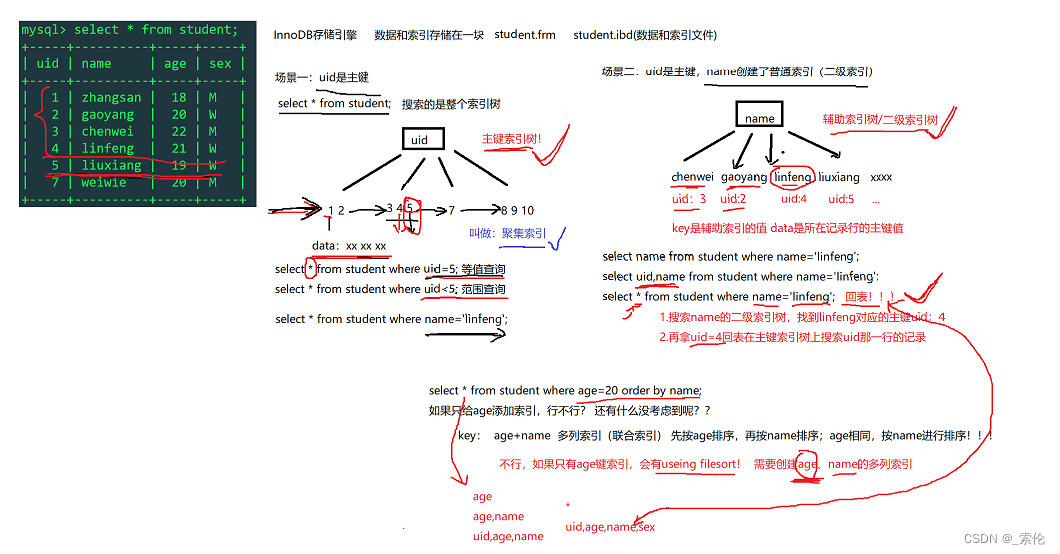 mysql> select * from student;
uid | name | age | sex
1 | zhangsan | 18 | M
2 | gaoyang | 20 | W
3 | chenwei | 22 | M
4 | linfeng | 21 | W
5 | liuxiang | 19 | W
7 | weiwie | 20 | M
InnoDB存储引擎 数据和索引存储在一块 student.frm student.ibd(数据和索引文件)
场景一：uid是主键
select * from student; 搜索的是整个索引树
uid
主键索引树！
1 2 3 4 5 7 8 9 10
叫做：聚集索引
data：xx xx xx
select * from student where uid=5; 等值查询
select * from student where uid<5; 范围查询
select * from student where name='linfeng';
场景二：uid是主键，name创建了普通索引（二级索引）
name
辅助索引树/二级索引树
chenwei gaoyang linfeng liuxiang xxxx
uid：3 uid:2 uid:4 uid:5 ...
key是辅助索引的值 data是所在记录行的主键值
select name from student where name='linfeng';
select uid,name from student where name='linfeng':
select * from student where name='linfeng'; 回表！！！
1.搜索name的二级索引树，找到linfeng对应的主键uid：4
2.再拿uid=4回表在主键索引树上搜索uid那一行的记录
select * from student where age=20 order by name;
如果只给age添加索引，行不行？ 还有什么没考虑到呢？？
key： age+name 多列索引（联合索引） 先按age排序，再按name排序；age相同，按name进行排序！！！
不行，如果只有age键索引，会有useing filesort！ 需要创建age、name的多列索引
age
age,name *
uid,age,name uid,age,name,sex
CSDN @_索伦